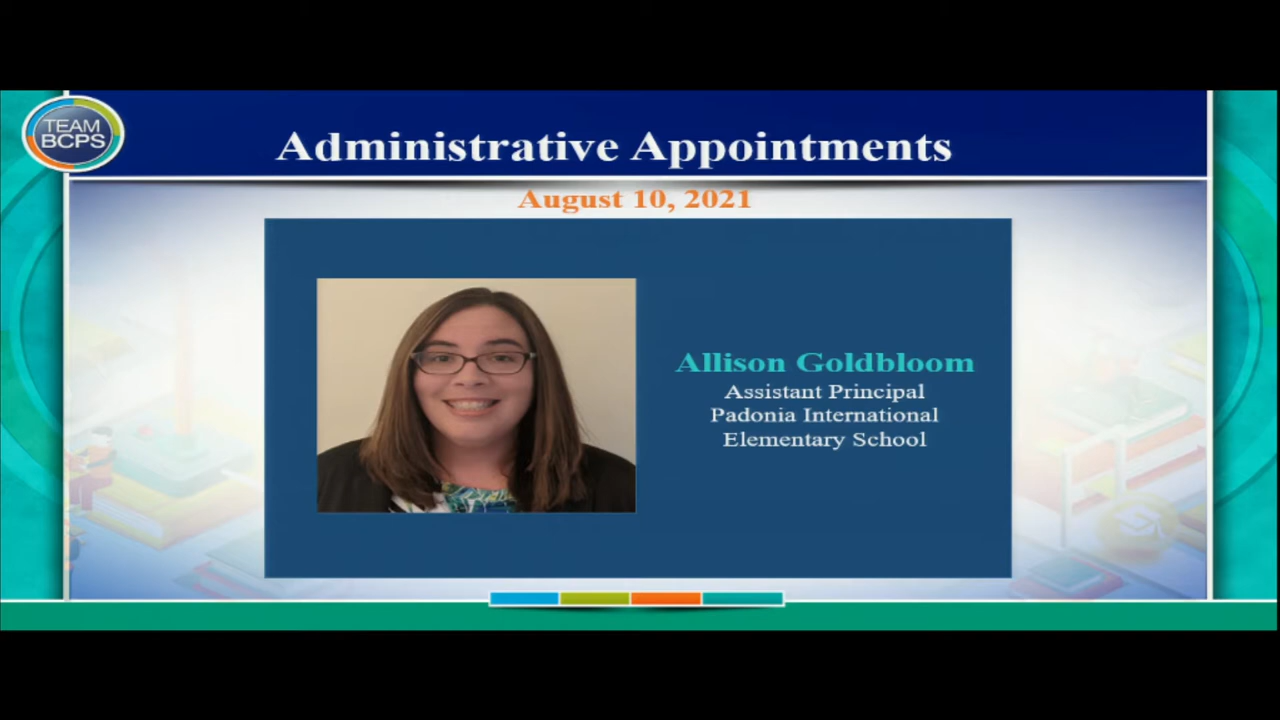 TEAM
BCPS
Administrative Appointments
August 10, 2021
Allison Goldbloom
Assistant Principal
Padonia International
Elementary School